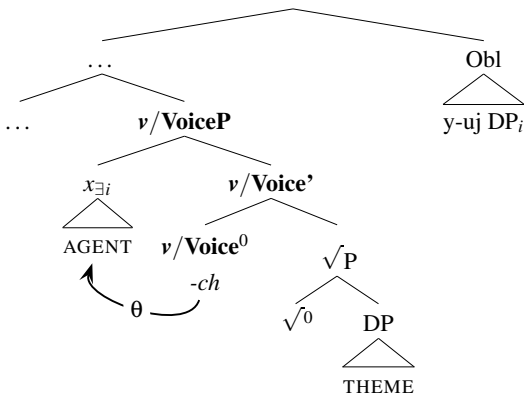 … Obl
… v/VoiceP y-uj DPᵢ
x∃i v/Voice’
AGENT v/Voice⁰ √P
-ch
θ √⁰ DP
THEME